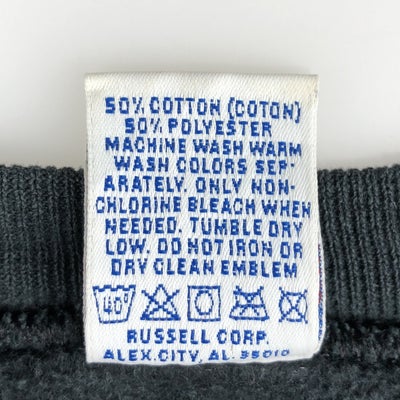 50% COTTON (COTON)
50% POLYESTER
MACHINE WASH WARM
WASH COLORS SEP-
ARATELY. ONLY NON-
CHLORINE BLEACH WHEN
NEEDED. TUMBLE DRY
LOW. DO NOT IRON OR
DRY CLEAN EMBLEM
40°
RUSSELL CORP.
ALEX.CITY, AL. 35010